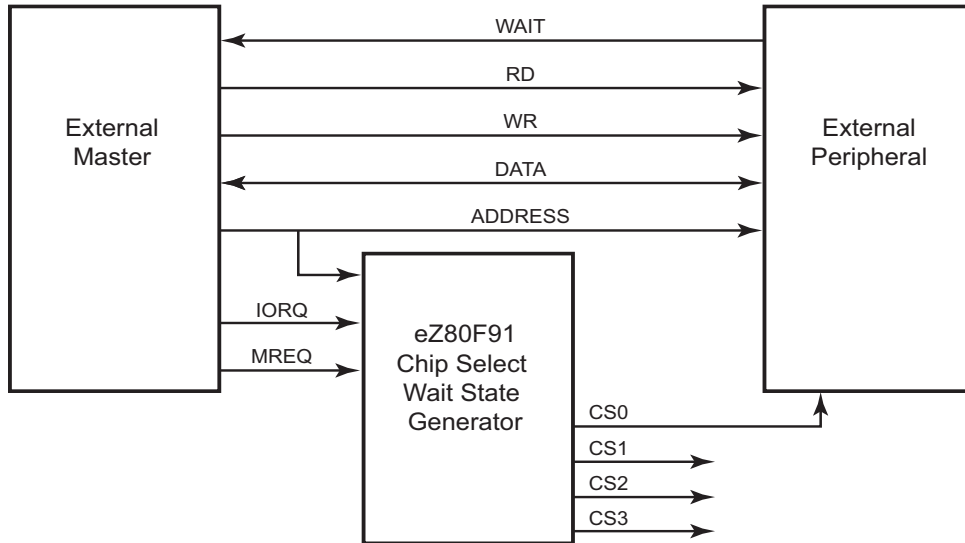 WAIT
RD
WR
DATA
ADDRESS
External
Master
External
Peripheral
IORQ
MREQ
eZ80F91
Chip Select
Wait State
Generator
CS0
CS1
CS2
CS3